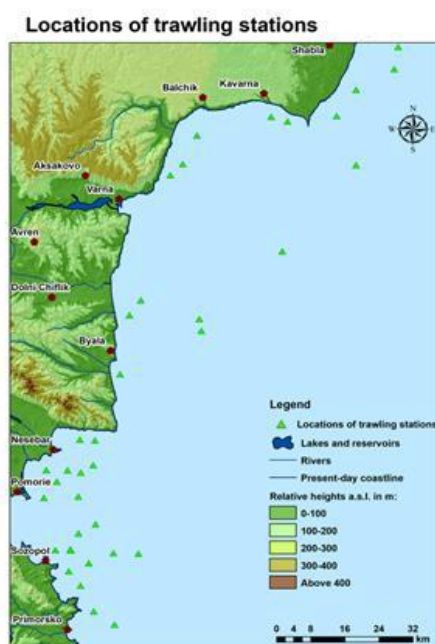 Locations of trawling stations
Shabla
Kavarna
Balchik
N
W E
S
Aksakovo
Varna
Avren
Dolni Chiflik
Byala
Legend
Locations of trawling stations
Lakes and reservoirs
Rivers
Present-day coastline
Relative heights a.s.l. in m:
0-100
100-200
200-300
300-400
Above 400
Nesebar
Pomorie
Sozopol
Primorsko
0 4 8 16 24 32
km